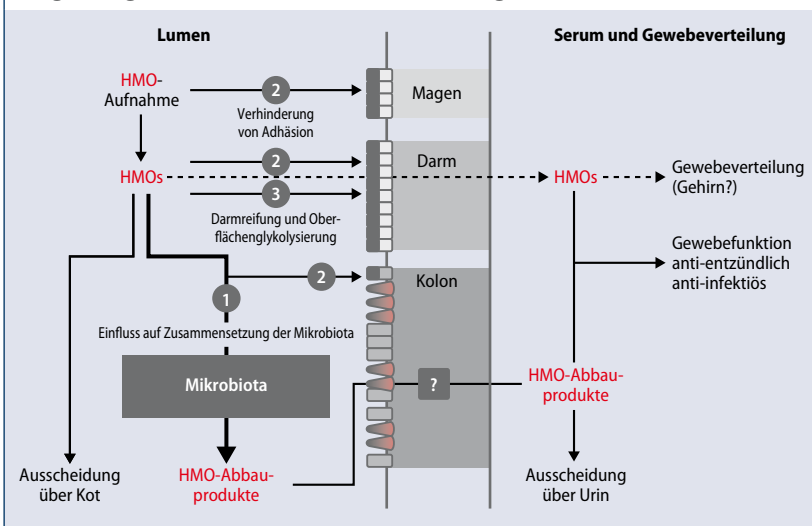 Lumen
Serum und Gewebeverteilung
HMO-
Aufnahme
2
Verhinderung
von Adhäsion
Magen
HMOs
2
3
Darmreifung und Ober-
flächenglykolysierung
Darm
HMOs
Gewebeverteilung
(Gehirn?)
Gewebefunktion
anti-entzündlich
anti-infektiös
1
2
Kolon
Einfluss auf Zusammensetzung der Mikrobiota
Mikrobiota
?
HMO-Abbau-
produkte
Ausscheidung
über Kot
HMO-Abbau-
produkte
Ausscheidung
über Urin